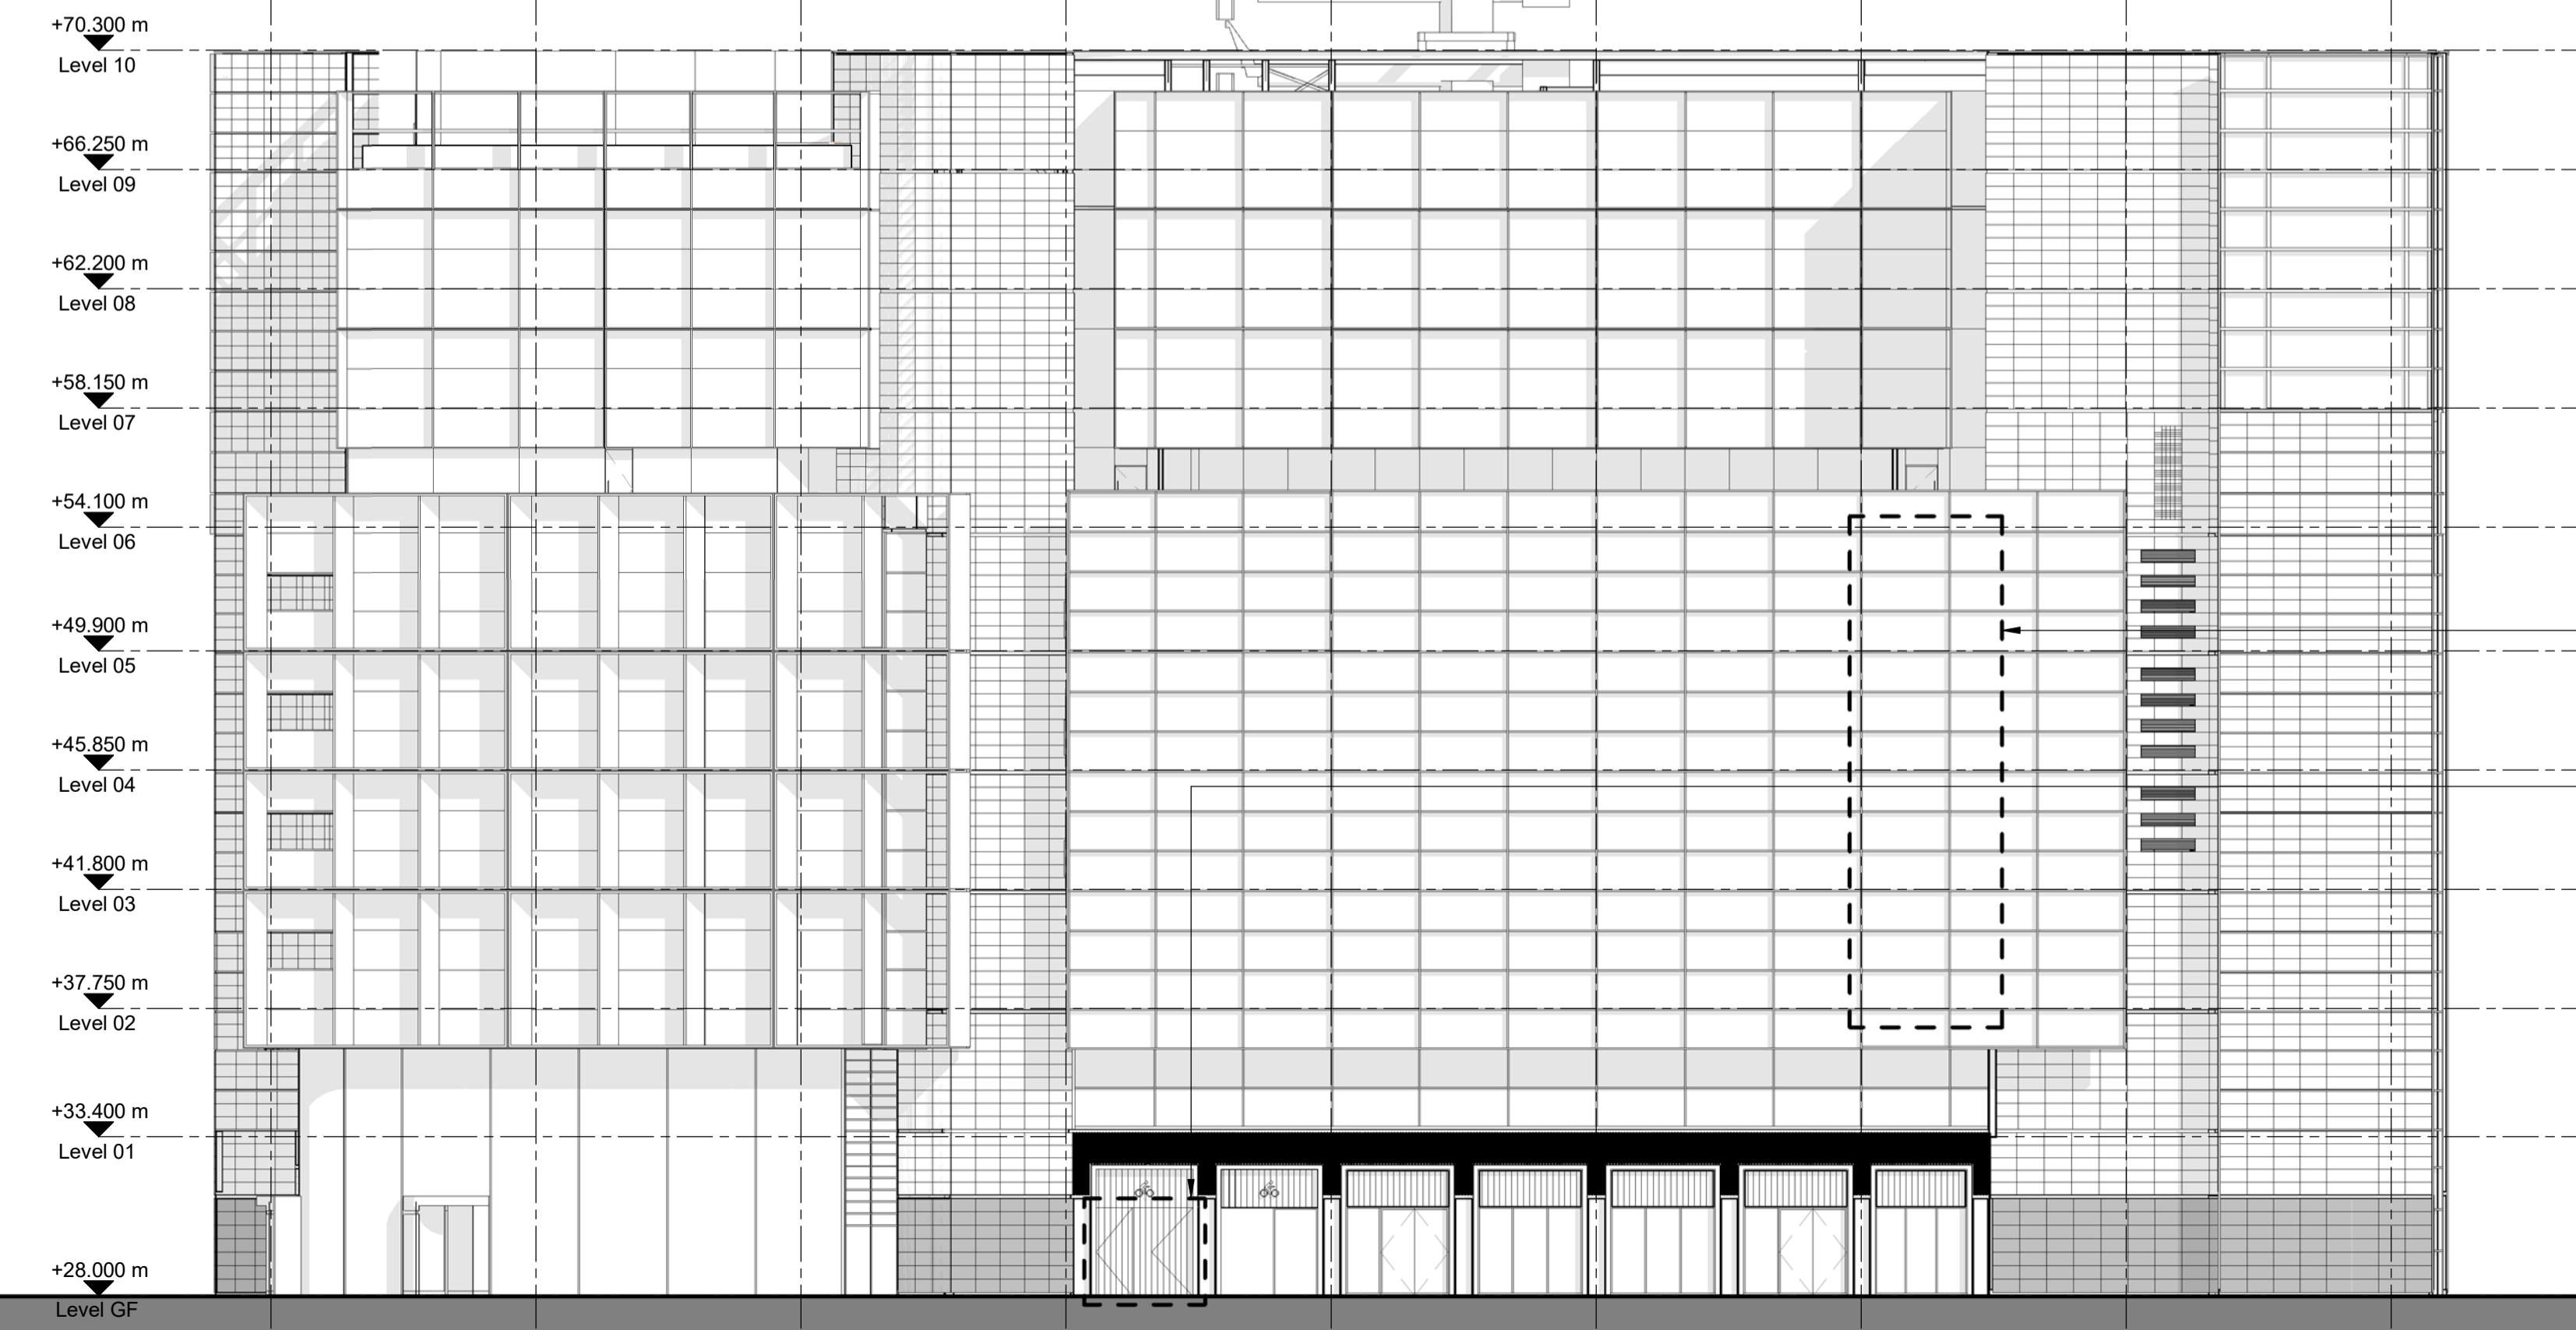 +70.300 m
Level 10
+66.250 m
Level 09
+62.200 m
Level 08
+58.150 m
Level 07
+54.100 m
Level 06
+49.900 m
Level 05
+45.850 m
Level 04
+41.800 m
Level 03
+37.750 m
Level 02
+33.400 m
Level 01
+28.000 m
Level GF